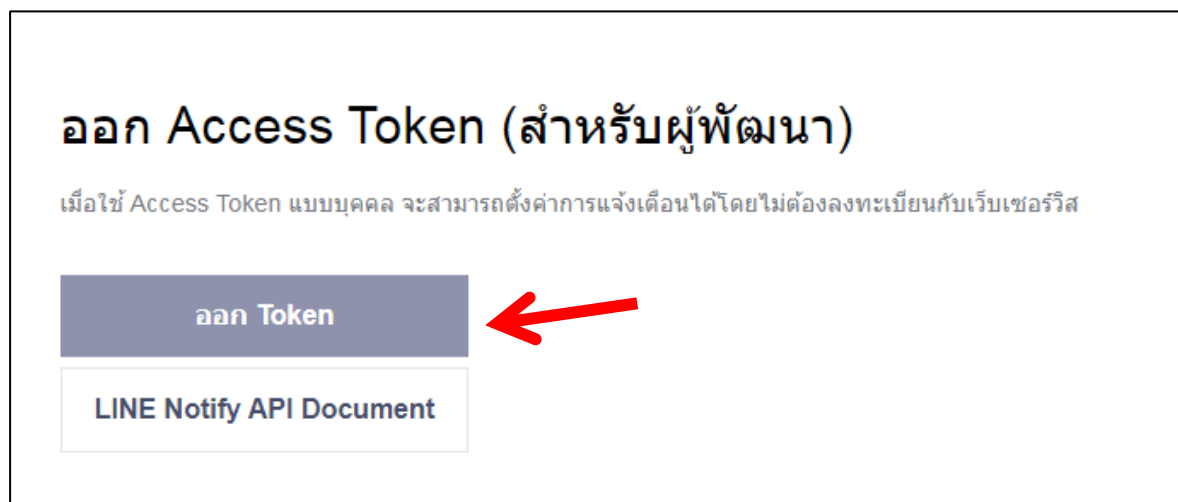 ออก Access Token (สำหรับผู้พัฒนา)
เมื่อใช้ Access Token แบบบุคคล จะสามารถตั้งค่าการแจ้งเตือนได้โดยไม่ต้องลงทะเบียนกับเว็บเซอร์วิส
ออก Token
LINE Notify API Document